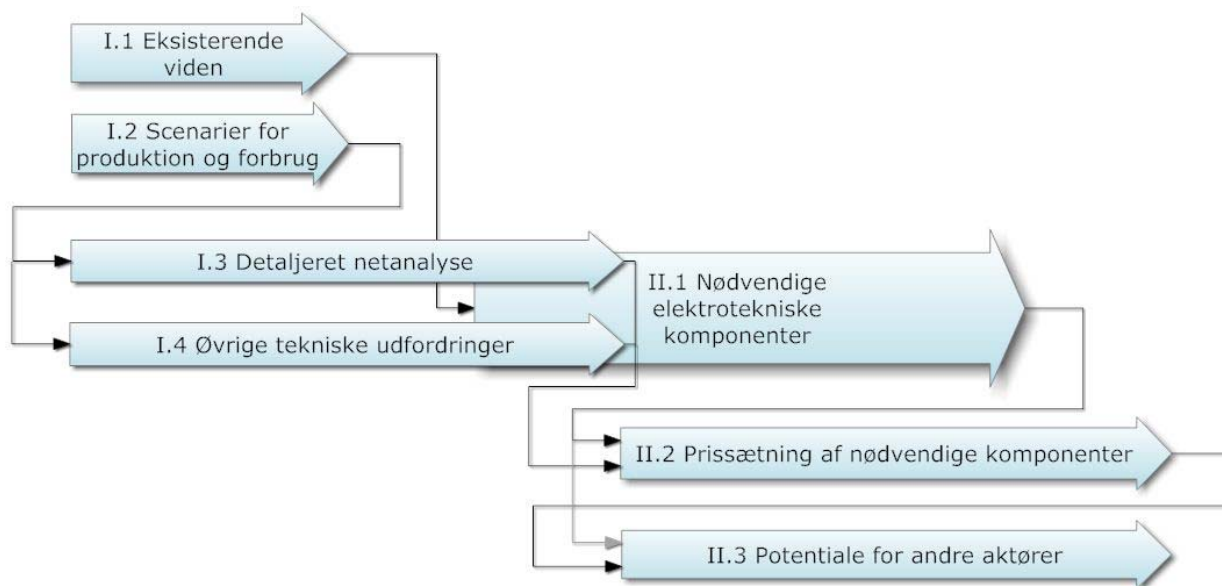 I.1 Eksisterende
viden
I.2 Scenarier for
produktion og forbrug
I.3 Detaljeret netanalyse
II.1 Nødvendige
elektrotekniske
komponenter
I.4 Øvrige tekniske udfordringer
II.2 Prissætning af nødvendige komponenter
II.3 Potentiale for andre aktører